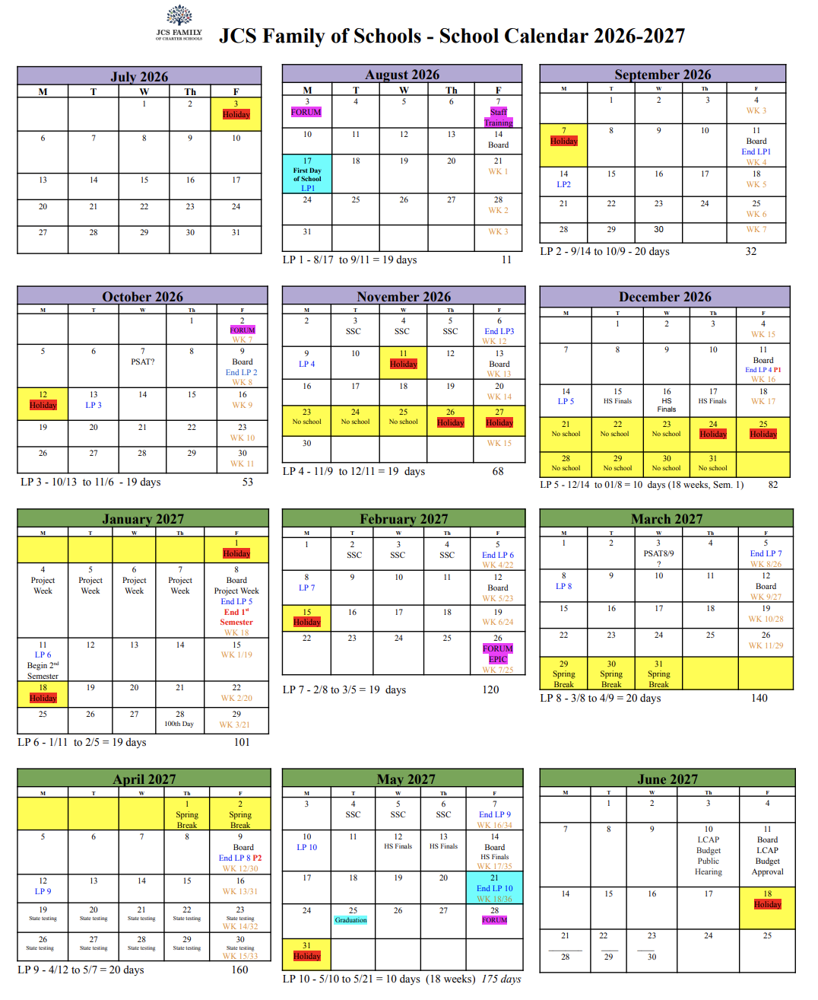 JCS FAMILY
OF CHARTER SCHOOLS
JCS Family of Schools - School Calendar 2026-2027
July 2026
M T W Th F
1 2 3
Holiday
6 7 8 9 10
13 14 15 16 17
20 21 22 23 24
27 28 29 30 31
August 2026
M T W Th F
3 4 5 6 7
FORUM Staff
Training
10 11 12 13 14
Board
17 18 19 20 21
First Day WK 1
of School
LP1
24 25 26 27 28
WK 2
31 WK 3
LP 1 - 8/17 to 9/11 = 19 days 11
September 2026
M T W Th F
1 2 3 4
WK 3
7 8 9 10 11
Holiday Board
End LP1
WK 4
14 15 16 17 18
LP2 WK 5
21 22 23 24 25
WK 6
28 29 30 WK 7
LP 2 - 9/14 to 10/9 - 20 days 32
October 2026
M T W Th F
1 2
FORUM
WK 7
5 6 7 8 9
PSAT? Board
End LP 2
WK 8
12 13 14 15 16
Holiday LP 3 WK 9
19 20 21 22 23
WK 10
26 27 28 29 30
WK 11
LP 3 - 10/13 to 11/6 - 19 days 53
November 2026
M T W Th F
2 3 4 5 6
SSC SSC SSC End LP3
WK 12
9 10 11 12 13
LP 4 Holiday Board
WK 13
16 17 18 19 20
WK 14
23 24 25 26 27
No school No school No school Holiday Holiday
30 WK 15
LP 4 - 11/9 to 12/11 = 19 days 68
December 2026
M T W Th F
1 2 3 4
WK 15
7 8 9 10 11
Board
End LP 4 P1
WK 16
14 15 16 17 18
LP 5 HS Finals HS HS Finals WK 17
Finals
21 22 23 24 25
No school No school No school Holiday Holiday
28 29 30 31
No school No school No school No school
LP 5 - 12/14 to 01/8 = 10 days (18 weeks, Sem. 1) 82
January 2027
M T W Th F
1
Holiday
4 5 6 7 8
Project Project Project Project Board
Week Week Week Week Project Week
End LP 5
End 1st
Semester
WK 18
11 12 13 14 15
LP 6 WK 1/19
Begin 2nd
Semester
18 19 20 21 22
Holiday WK 2/20
25 26 27 28 29
100th Day WK 3/21
LP 6 - 1/11 to 2/5 = 19 days 101
February 2027
M T W Th F
1 2 3 4 5
SSC SSC SSC End LP 6
WK 4/22
8 9 10 11 12
LP 7 Board
WK 5/23
15 16 17 18 19
Holiday WK 6/24
22 23 24 25 26
FORUM
EPIC
WK 7/25
LP 7 - 2/8 to 3/5 = 19 days 120
March 2027
M T W Th F
1 2 3 4 5
PSAT8/9 End LP 7
? WK 8/26
8 9 10 11 12
LP 8 Board
WK 9/27
15 16 17 18 19
WK 10/28
22 23 24 25 26
WK 11/29
29 30 31
Spring Spring Spring
Break Break Break
LP 8 - 3/8 to 4/9 = 20 days 140
April 2027
M T W Th F
1 2
Spring Spring
Break Break
5 6 7 8 9
Board
End LP 8 P2
WK 12/30
12 13 14 15 16
LP 9 WK 13/31
19 20 21 22 23
State testing State testing State testing State testing State testing
WK 14/32
26 27 28 29 30
State testing State testing State testing State testing State testing
WK 15/33
LP 9 - 4/12 to 5/7 = 20 days 160
May 2027
M T W Th F
3 4 5 6 7
SSC SSC SSC End LP 9
WK 16/34
10 11 12 13 14
LP 10 HS Finals HS Finals Board
HS Finals
WK 17/35
17 18 19 20 21
End LP 10
WK 18/36
24 25 26 27 28
Graduation FORUM
31
Holiday
LP 10 - 5/10 to 5/21 = 10 days (18 weeks) 175 days
June 2027
M T W Th F
1 2 3 4
7 8 9 10 11
LCAP Board
Budget LCAP
Public Budget
Hearing Approval
14 15 16 17 18
Holiday
21 22 23 24 25
28 29 30